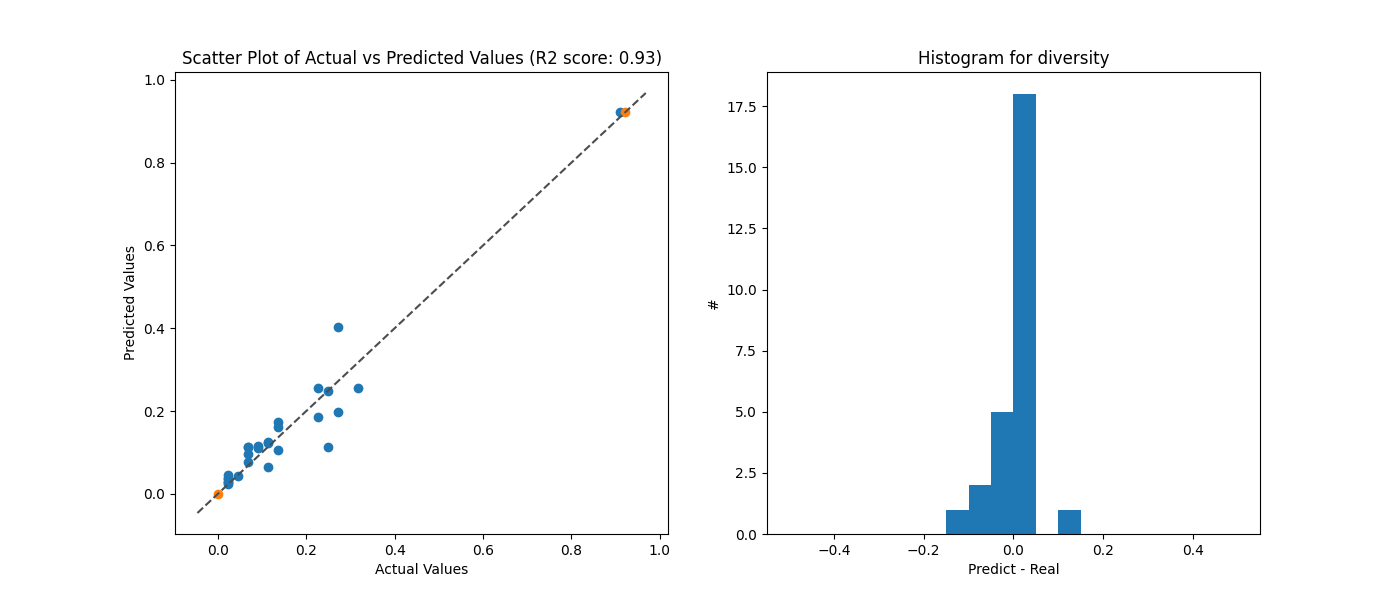 Scatter Plot of Actual vs Predicted Values (R2 score: 0.93)
1.0
0.8
0.6
0.4
0.2
0.0
Predicted Values
0.0 0.2 0.4 0.6 0.8 1.0
Actual Values
Histogram for diversity
17.5
15.0
12.5
10.0
7.5
5.0
2.5
0.0
#
−0.4 −0.2 0.0 0.2 0.4
Predict - Real